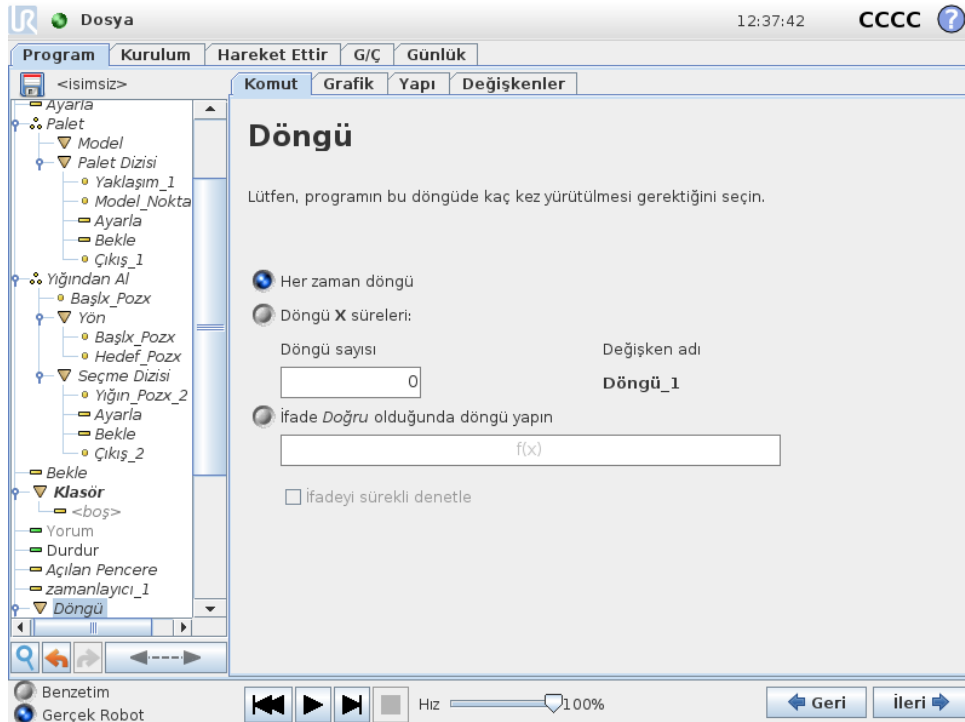 UR Dosya 12:37:42 CCCC ?
Program Kurulum Hareket Ettir G/Ç Günlük
<isimsiz>
Komut Grafik Yapı Değişkenler
Ayarla
Palet
Model
Palet Dizisi
Yaklaşım_1
Model_Nokta
Ayarla
Bekle
Çıkış_1
Yığından Al
Başlx_Pozx
Yön
Başlx_Pozx
Hedef_Pozx
Seçme Dizisi
Yığın_Pozx_2
Ayarla
Bekle
Çıkış_2
Bekle
Klasör
<boş>
Yorum
Durdur
Açılan Pencere
zamanlayıcı_1
Döngü
Döngü
Lütfen, programın bu döngüde kaç kez yürütülmesi gerektiğini seçin.
Her zaman döngü
Döngü X süreleri:
Döngü sayısı Değişken adı
0 Döngü_1
İfade Doğru olduğunda döngü yapın
f(x)
İfadeyi sürekli denetle
Benzetim
Gerçek Robot
Hız 100%
Geri İleri